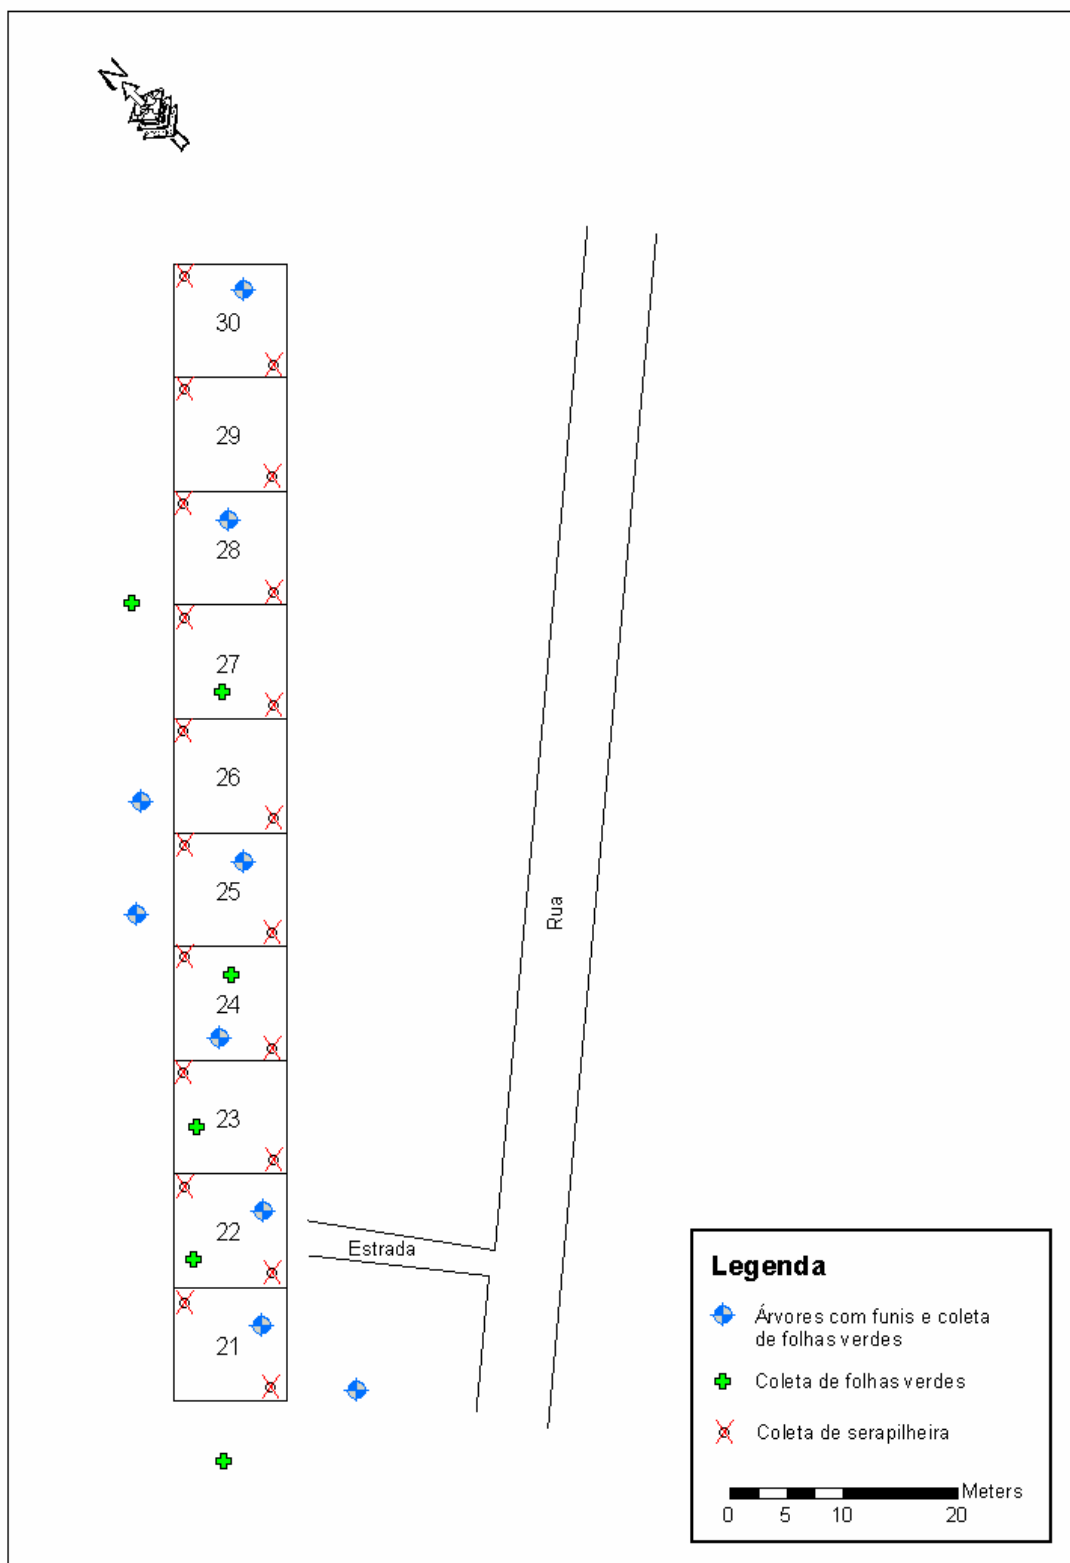 N
30
29
28
27
26
25
24
23
22
21
Rua
Estrada
Legenda
Árvores com funis e coleta
de folhas verdes
Coleta de folhas verdes
Coleta de serapilheira
Meters
0 5 10 20